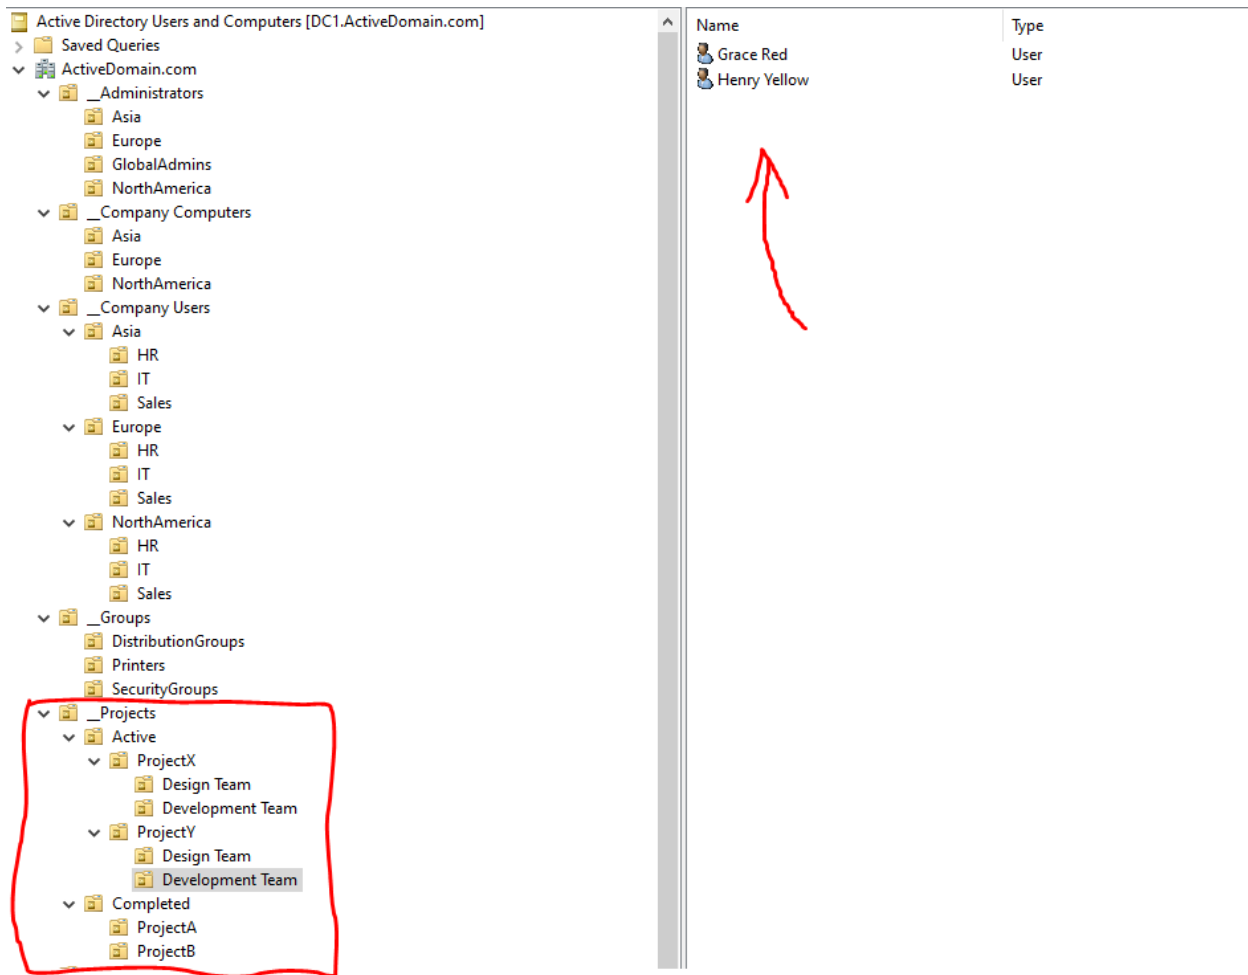 Active Directory Users and Computers [DC1.ActiveDomain.com]
Saved Queries
ActiveDomain.com
__Administrators
Asia
Europe
GlobalAdmins
NorthAmerica
__Company Computers
Asia
Europe
NorthAmerica
__Company Users
Asia
HR
IT
Sales
Europe
HR
IT
Sales
NorthAmerica
HR
IT
Sales
__Groups
DistributionGroups
Printers
SecurityGroups
__Projects
Active
ProjectX
Design Team
Development Team
ProjectY
Design Team
Development Team
Completed
ProjectA
ProjectB
Name Type
Grace Red User
Henry Yellow User